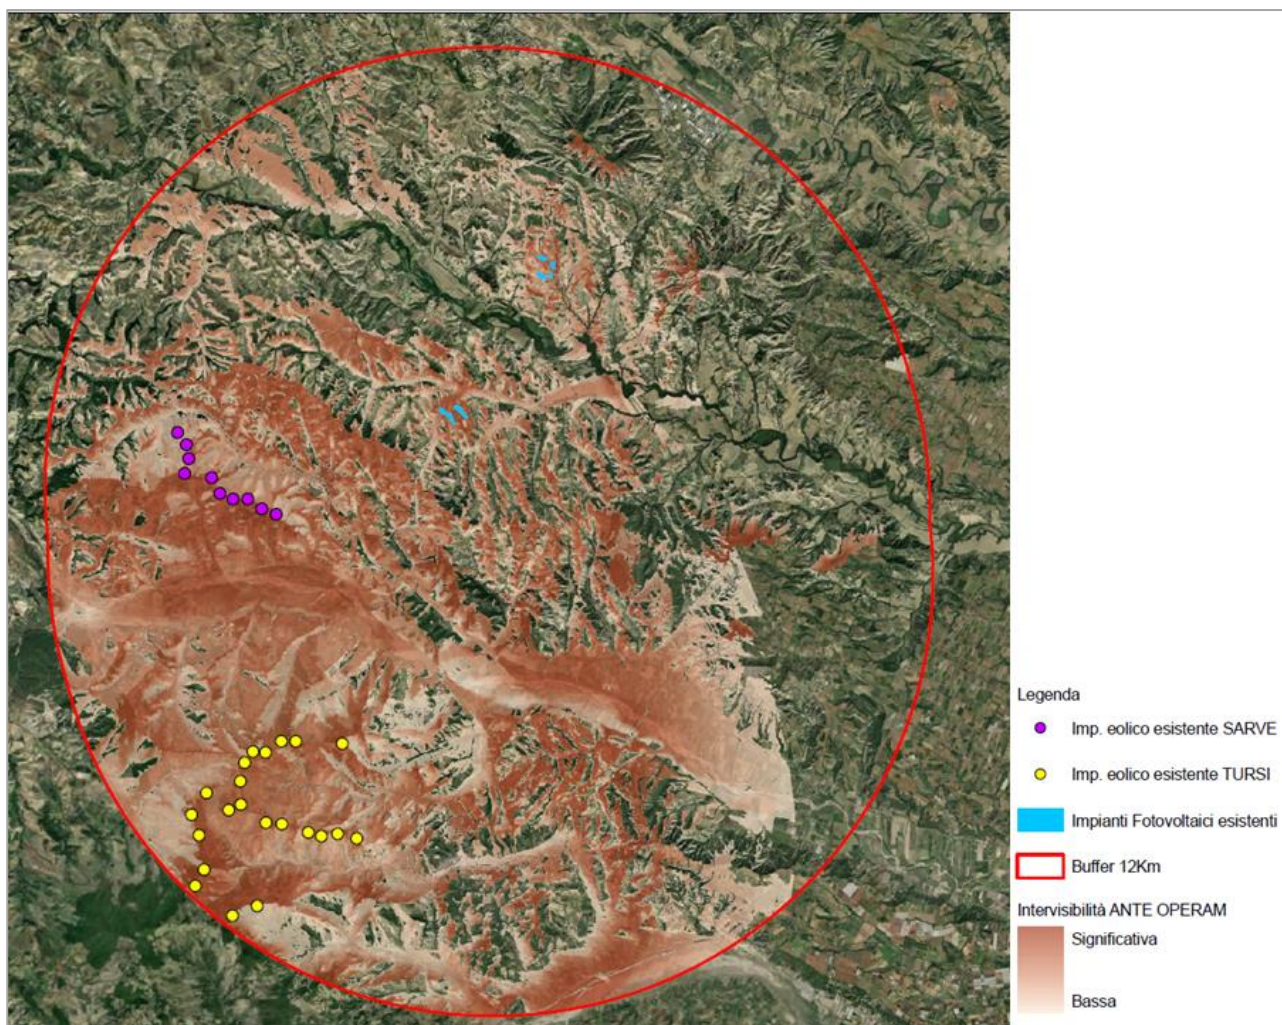 Legenda
Imp. eolico esistente SARVE
Imp. eolico esistente TURSI
Impianti Fotovoltaici esistenti
Buffer 12Km
Intervisibilità ANTE OPERAM
Significativa
Bassa